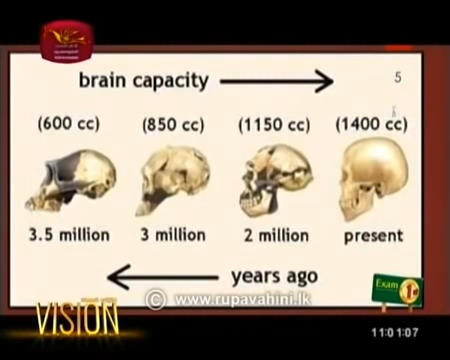 brain capacity
5
(600 cc) (850 cc) (1150 cc) (1400 cc)
3.5 million 3 million 2 million present
years ago
Exam 1st
© www.rupavahini.lk
VISION
11:01:07